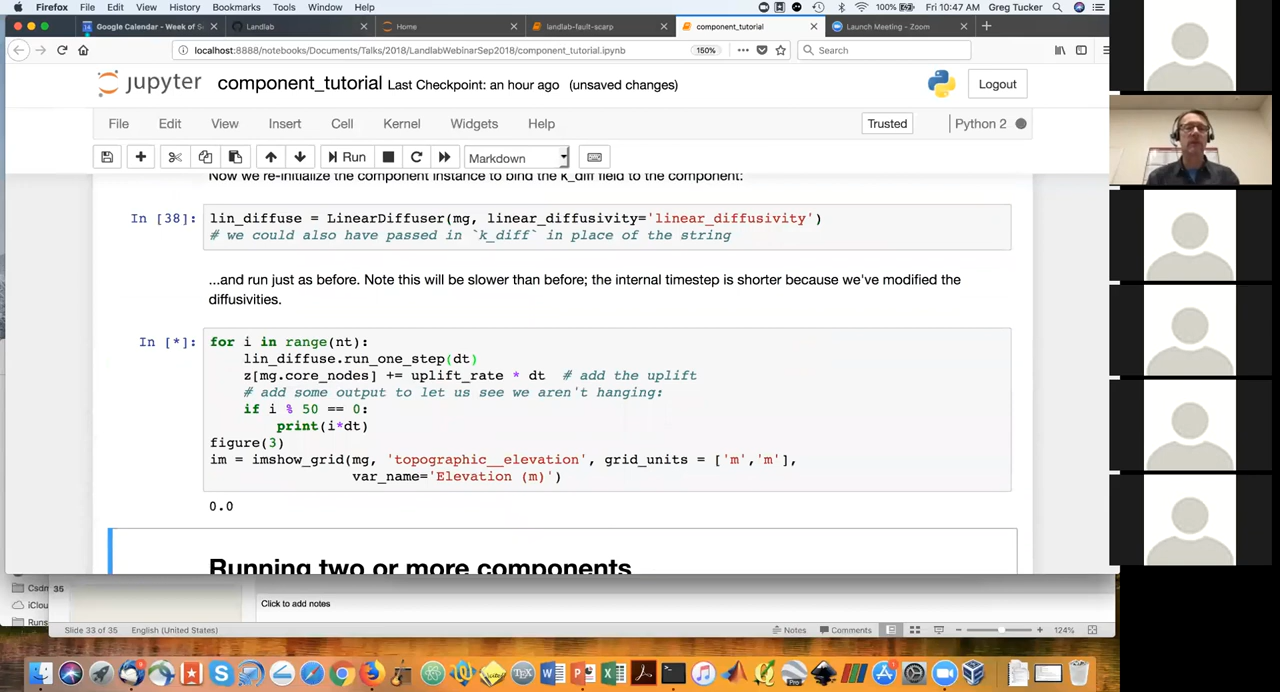 Firefox File Edit View History Bookmarks Tools Window Help 100% Fri 10:47 AM Greg Tucker
Google Calendar - Week of S Landlab Home landlab-fault-scarp component_tutorial Launch Meeting - Zoom
localhost:8888/notebooks/Documents/Talks/2018/LandlabWebinarSep2018/component_tutorial.ipynb 150% Search
jupyter component_tutorial Last Checkpoint: an hour ago (unsaved changes) Logout
File Edit View Insert Cell Kernel Widgets Help Trusted Python 2
Run Markdown
Now we re-initialize the component instance to bind the K_diff field to the component:
In [38]: lin_diffuse = LinearDiffuser(mg, linear_diffusivity='linear_diffusivity')
# we could also have passed in `k_diff` in place of the string
...and run just as before. Note this will be slower than before; the internal timestep is shorter because we've modified the
diffusivities.
In [*]: for i in range(nt):
lin_diffuse.run_one_step(dt)
z[mg.core_nodes] += uplift_rate * dt # add the uplift
# add some output to let us see we aren't hanging:
if i % 50 == 0:
print(i*dt)
figure(3)
im = imshow_grid(mg, 'topographic__elevation', grid_units = ['m','m'],
var_name='Elevation (m)')
0.0
Running two or more components
Csdm 35
iClou
Click to add notes
Runs
Slide 33 of 35 English (United States) Notes Comments 124%